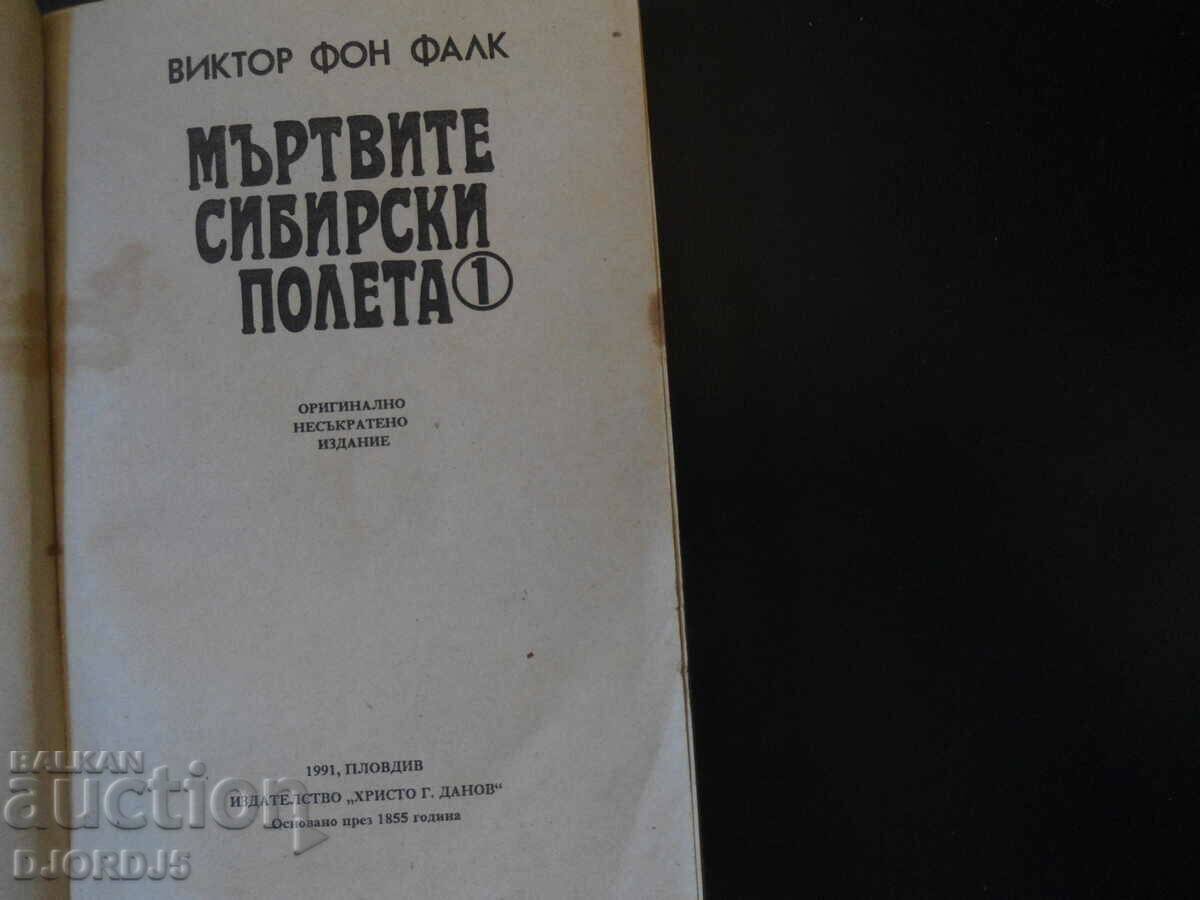 ВИКТОР ФОН ФАЛК
МЪРТВИТЕ
СИБИРСКИ
ПОЛЕТА 1
ОРИГИНАЛНО
НЕСЪКРАТЕНО
ИЗДАНИЕ
1991, ПЛОВДИВ
ИЗДАТЕЛСТВО „ХРИСТО Г. ДАНОВ“
Основано през 1855 година
BALKAN
auction
DJORDJ5